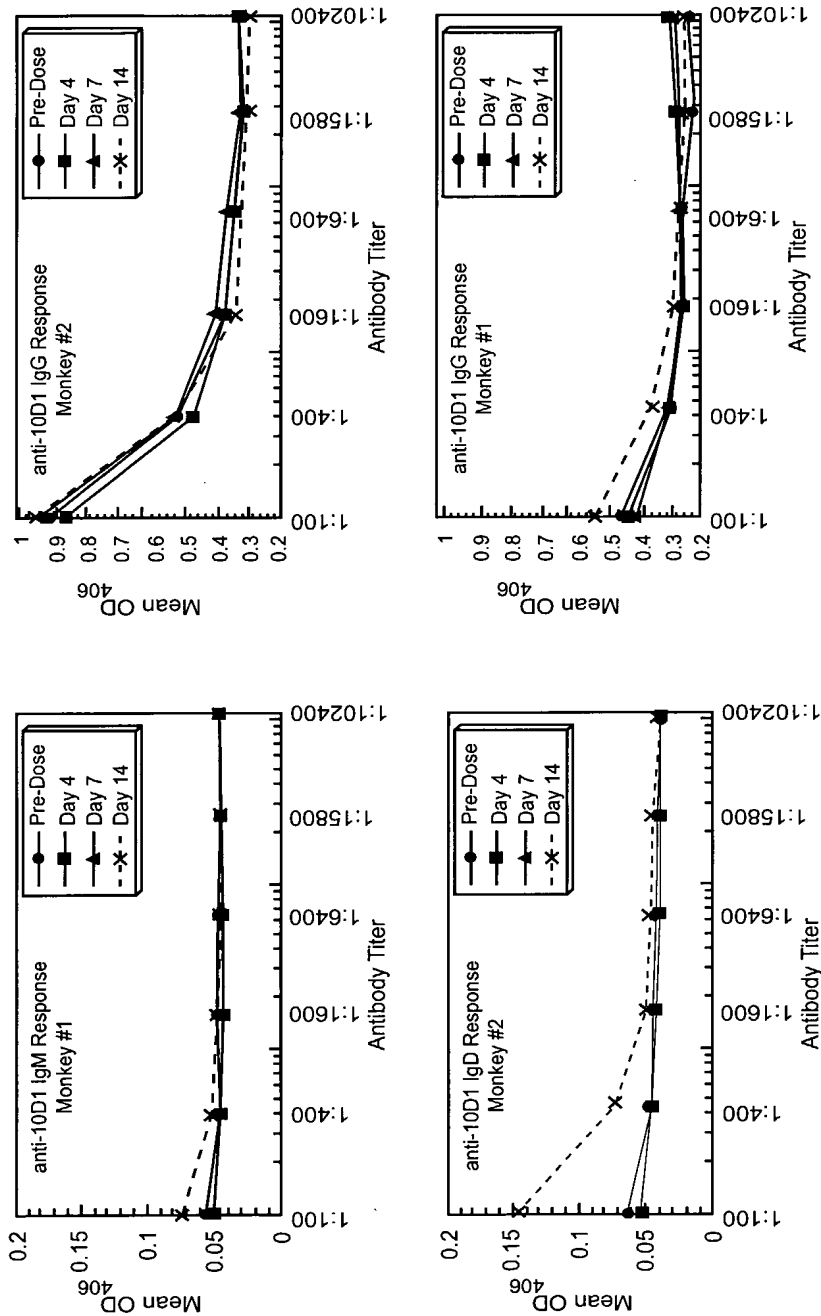 anti-10D1 IgM Response
Monkey #1
Pre-Dose
Day 4
Day 7
Day 14
0.2
0.15
0.1
0.05
0
Mean OD
406
1:100
1:400
1:1600
1:6400
1:15800
1:102400
anti-10D1 IgG Response
Monkey #2
Pre-Dose
Day 4
Day 7
Day 14
1
0.9
0.8
0.7
0.6
0.5
0.4
0.3
0.2
Mean OD
406
1:100
1:400
1:1600
1:6400
1:15800
1:102400
Antibody Titer
anti-10D1 IgD Response
Monkey #2
Pre-Dose
Day 4
Day 7
Day 14
0.2
0.15
0.1
0.05
0
Mean OD
406
1:100
1:400
1:1600
1:6400
1:15800
1:102400
Antibody Titer
Antibody Titer
anti-10D1 IgG Response
Monkey #1
Pre-Dose
Day 4
Day 7
Day 14
1
0.9
0.8
0.7
0.6
0.5
0.4
0.3
0.2
Mean OD
406
1:100
1:400
1:1600
1:6400
1:15800
1:102400
Antibody Titer